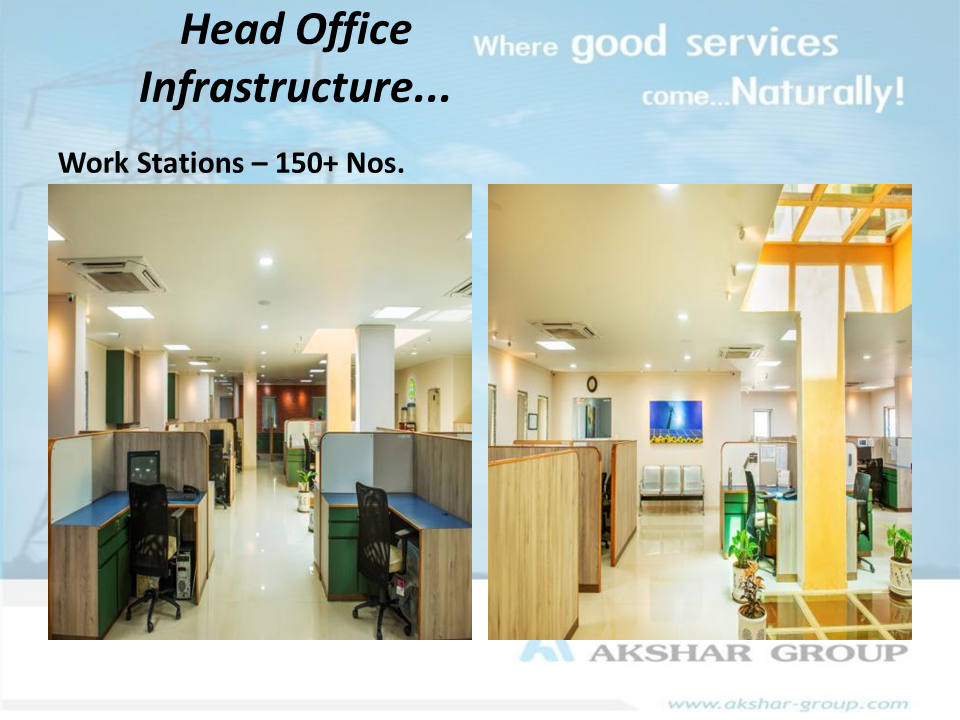 Head Office
Infrastructure...
Where good services
come...Naturally!
Work Stations – 150+ Nos.
AKSHAR GROUP
www.akshar-group.com